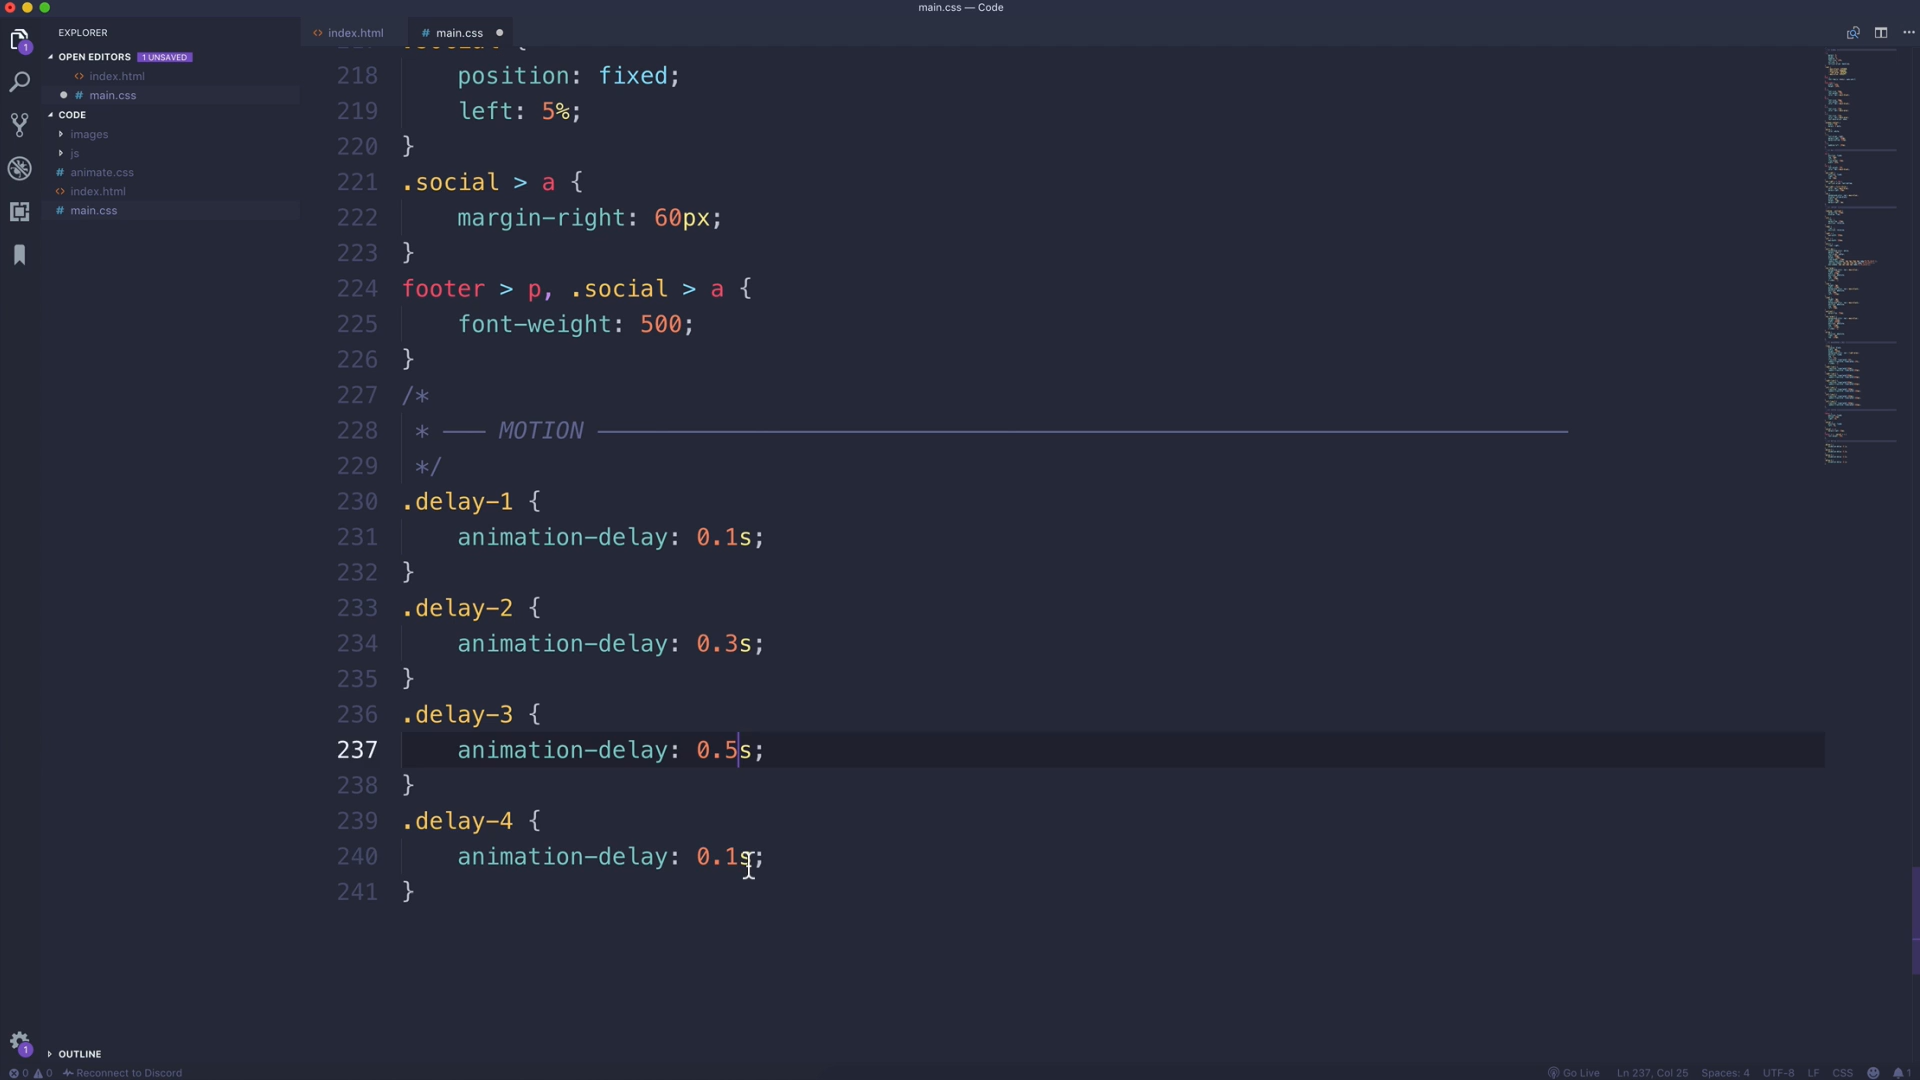 main.css — Code
EXPLORER
OPEN EDITORS 1 UNSAVED
<> index.html
# main.css
CODE
images
js
# animate.css
<> index.html
# main.css
OUTLINE
<> index.html
# main.css
218 position: fixed;
219 left: 5%;
220 }
221 .social > a {
222 margin-right: 60px;
223 }
224 footer > p, .social > a {
225 font-weight: 500;
226 }
227 /*
228 * —— MOTION ——————————————————————————————
229 */
230 .delay-1 {
231 animation-delay: 0.1s;
232 }
233 .delay-2 {
234 animation-delay: 0.3s;
235 }
236 .delay-3 {
237 animation-delay: 0.5s;
238 }
239 .delay-4 {
240 animation-delay: 0.1s;
241 }
1
1
0 0 Reconnect to Discord
Go Live Ln 237, Col 25 Spaces: 4 UTF-8 LF CSS 1